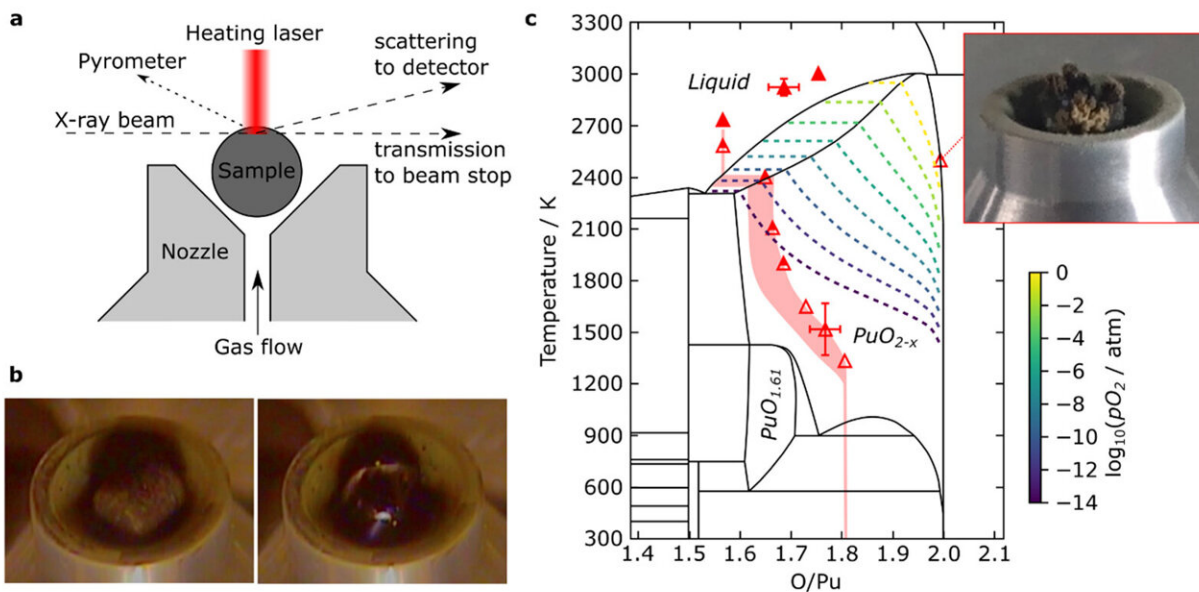 a
Heating laser
Pyrometer
scattering
to detector
X-ray beam
Sample
transmission
to beam stop
Nozzle
Gas flow
b
c
3300
3000
2700
2400
2100
1800
1500
1200
900
600
300
Temperature / K
Liquid
PuO2-x
PuO1.61
1.4 1.5 1.6 1.7 1.8 1.9 2.0 2.1
O/Pu
0
−2
−4
−6
−8
−10
−12
−14
log10(pO2 / atm)